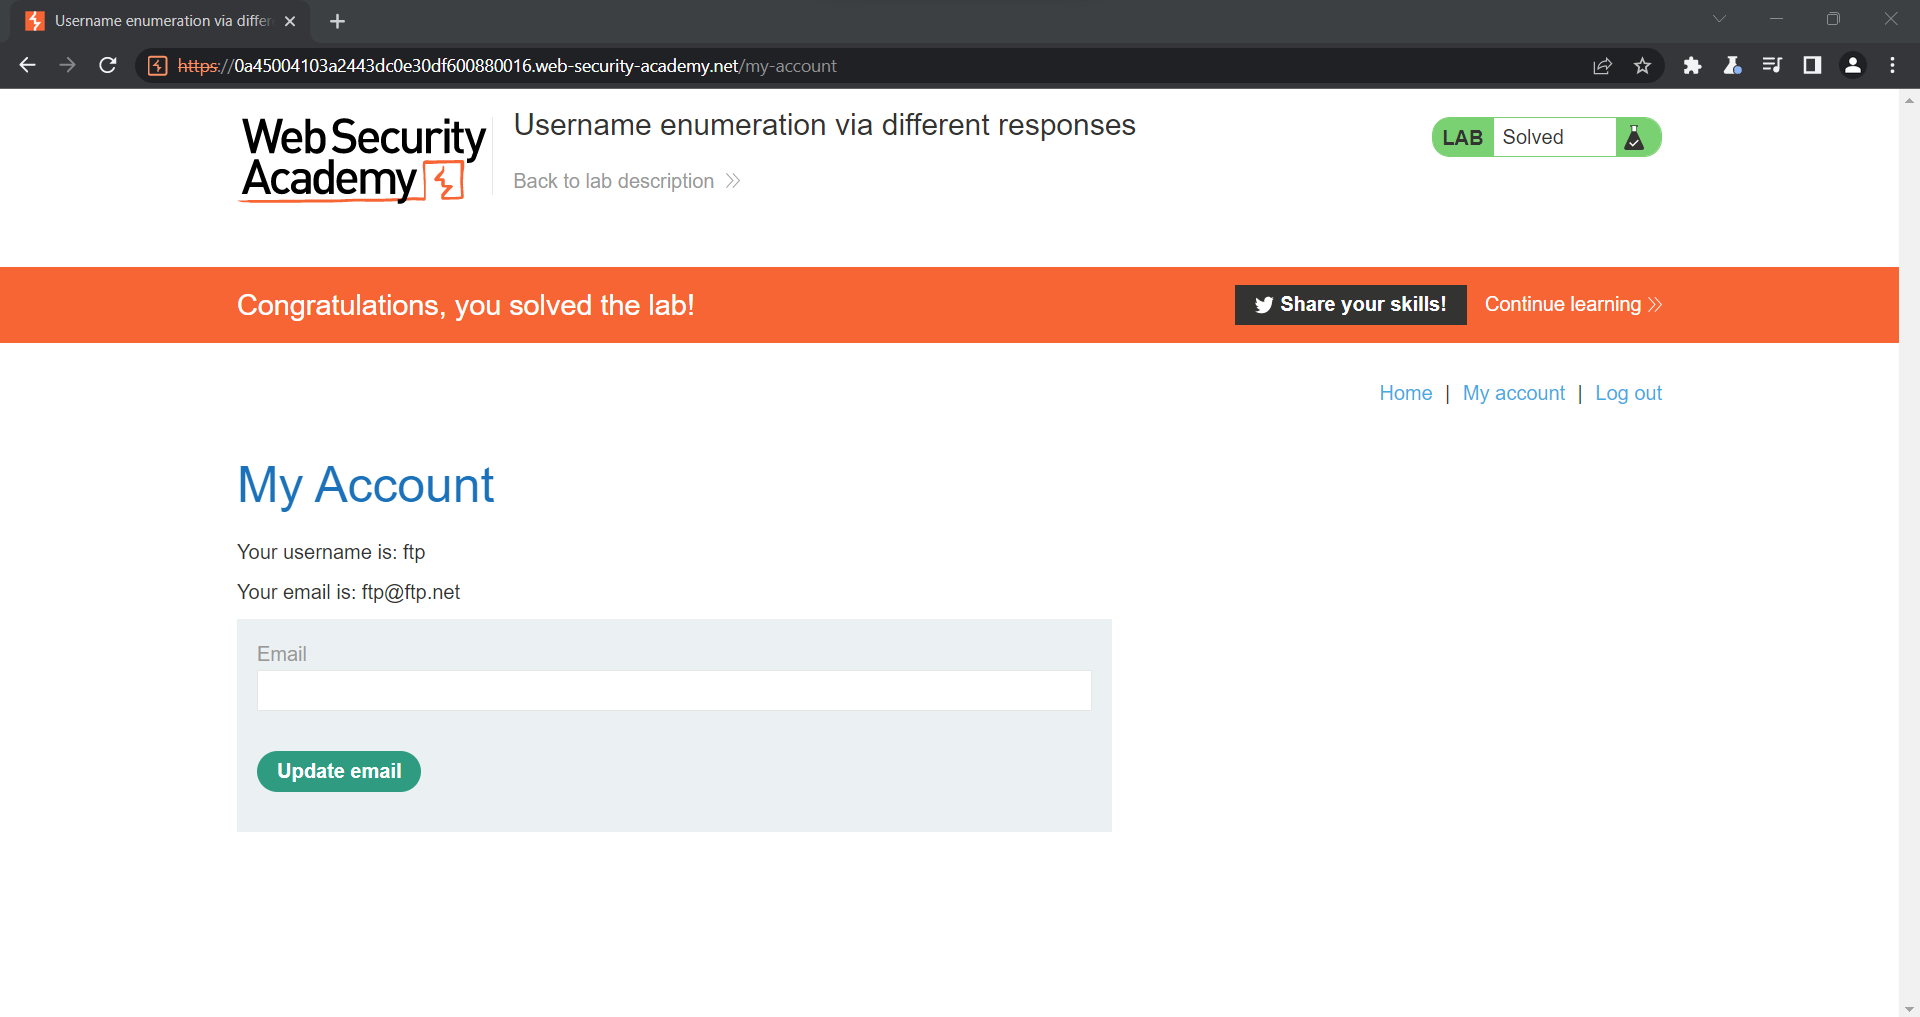 Username enumeration via differ
https://0a45004103a2443dc0e30df600880016.web-security-academy.net/my-account
Web Security
Academy
Username enumeration via different responses
Back to lab description
LAB Solved
Congratulations, you solved the lab!
Share your skills!
Continue learning
Home | My account | Log out
My Account
Your username is: ftp
Your email is: ftp@ftp.net
Email
Update email